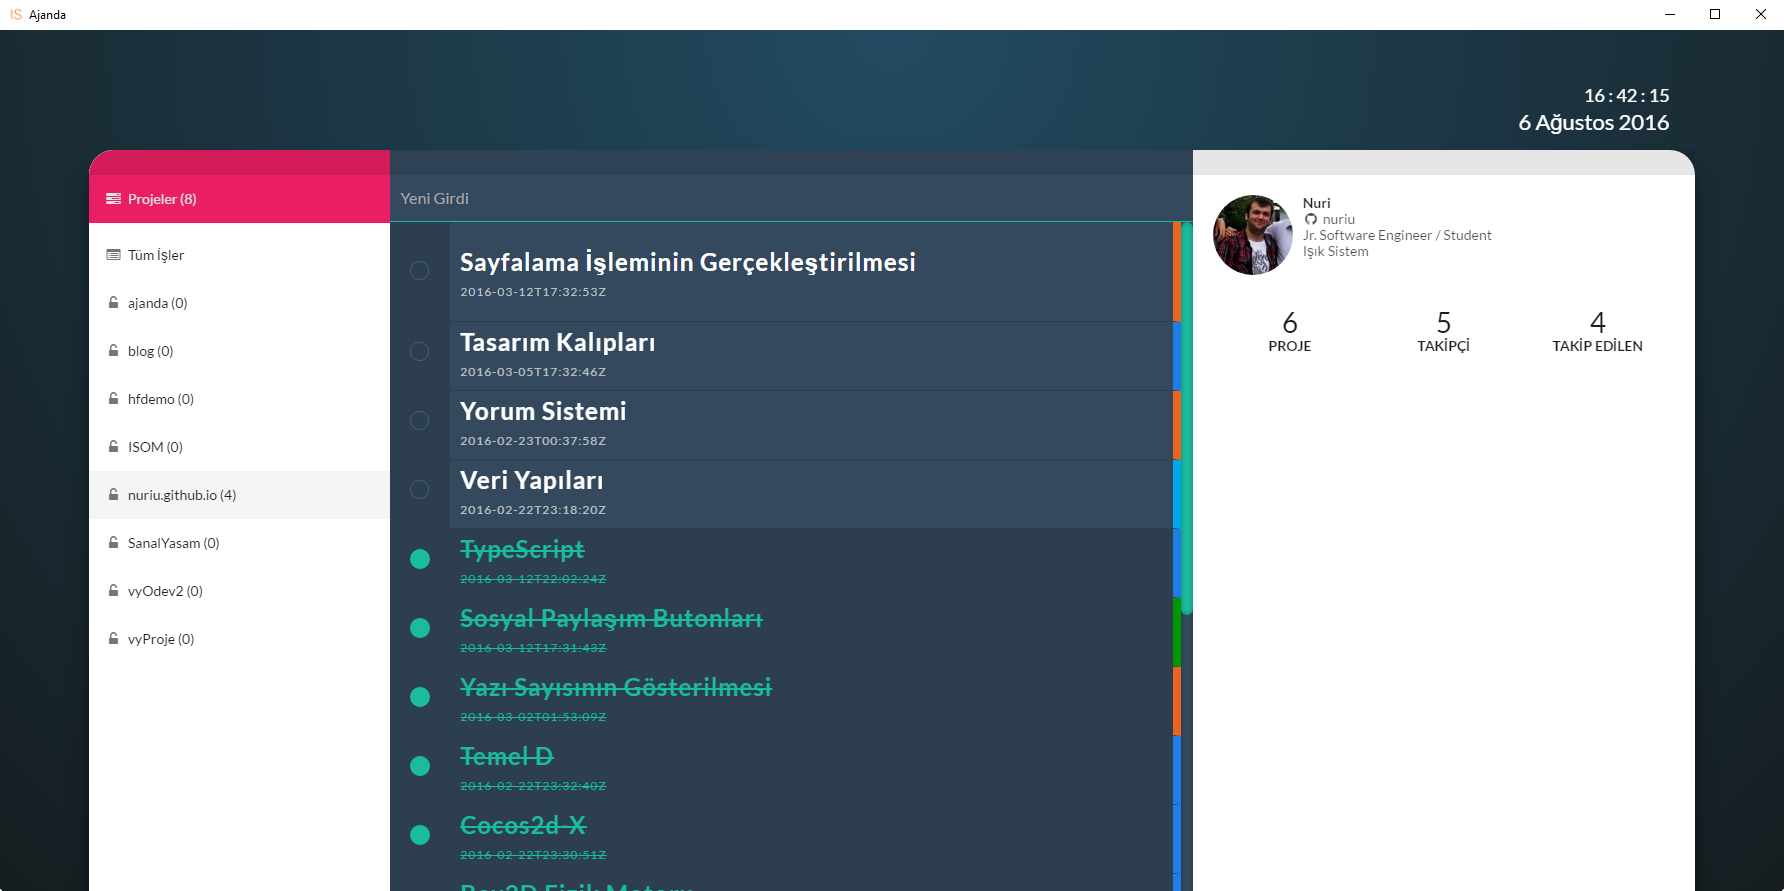 IS Ajanda
16 : 42 : 15
6 Ağustos 2016
Projeler (8)
Tüm İşler
ajanda (0)
blog (0)
hfdemo (0)
ISOM (0)
nuriu.github.io (4)
SanalYasam (0)
vyOdev2 (0)
vyProje (0)
Yeni Girdi
Sayfalama İşleminin Gerçekleştirilmesi
2016-03-12T17:32:53Z
Tasarım Kalıpları
2016-03-05T17:32:46Z
Yorum Sistemi
2016-02-23T00:37:58Z
Veri Yapıları
2016-02-22T23:18:20Z
TypeScript
2016-03-12T22:02:24Z
Sosyal Paylaşım Butonları
2016-03-12T17:31:43Z
Yazı Sayısının Gösterilmesi
2016-03-02T01:53:09Z
Temel D
2016-02-22T23:32:40Z
Cocos2d-X
2016-02-22T23:30:51Z
Nuri
nuriu
Jr. Software Engineer / Student
Işık Sistem
6
PROJE
5
TAKİPÇİ
4
TAKİP EDİLEN